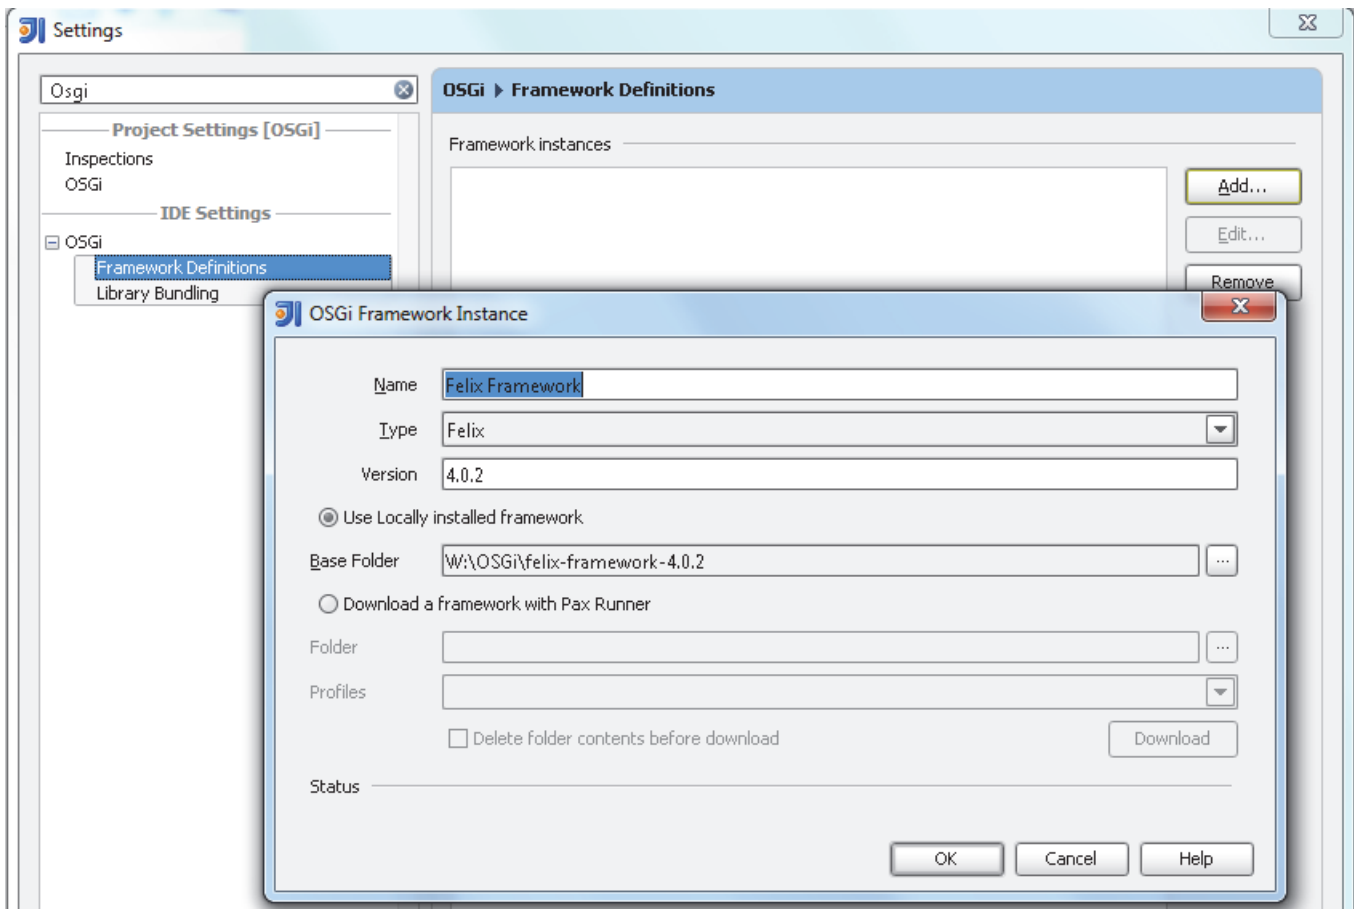 Settings
Osgi
Project Settings [OSGi]
Inspections
OSGi
IDE Settings
OSGi
Framework Definitions
Library Bundling
OSGi Framework Definitions
Framework instances
Add...
Edit...
Remove
OSGi Framework Instance
Name Felix Framework
Type Felix
Version 4.0.2
Use Locally installed framework
Base Folder W:\OSGi\felix-framework-4.0.2 ...
Download a framework with Pax Runner
Folder ...
Profiles
Delete folder contents before download Download
Status
OK Cancel Help